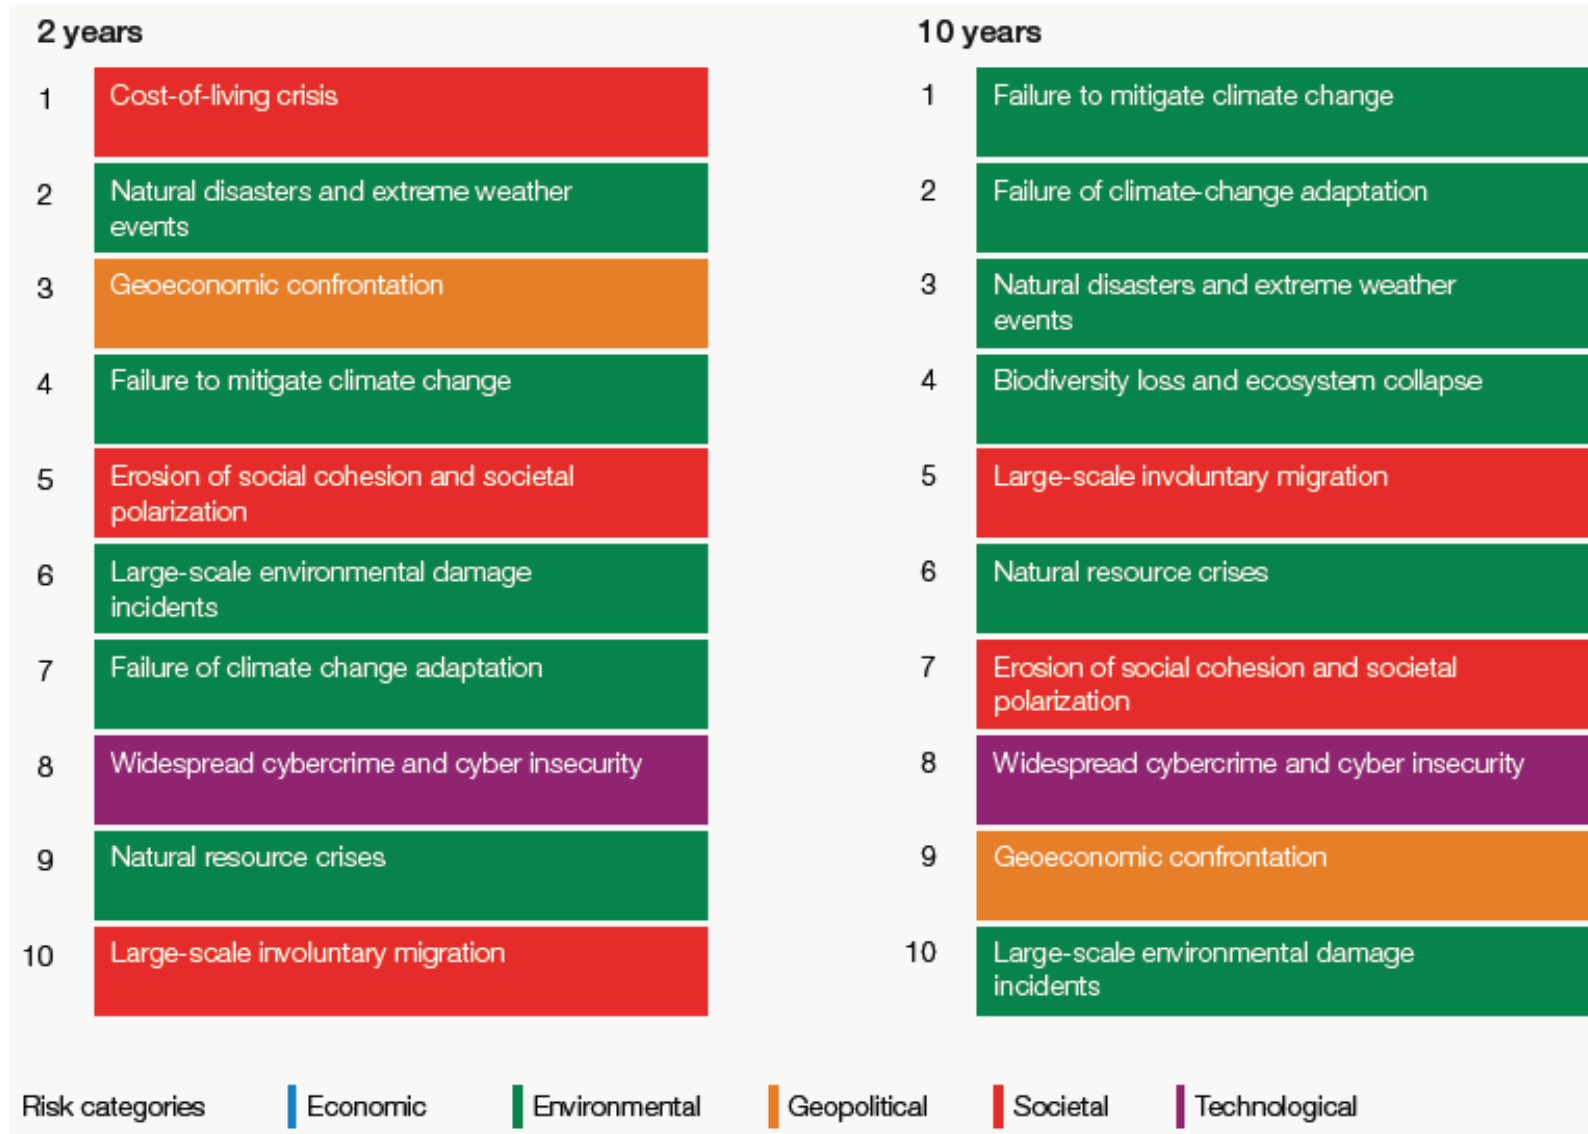 2 years
1 Cost-of-living crisis
2 Natural disasters and extreme weather
events
3 Geoeconomic confrontation
4 Failure to mitigate climate change
5 Erosion of social cohesion and societal
polarization
6 Large-scale environmental damage
incidents
7 Failure of climate change adaptation
8 Widespread cybercrime and cyber insecurity
9 Natural resource crises
10 Large-scale involuntary migration
10 years
1 Failure to mitigate climate change
2 Failure of climate-change adaptation
3 Natural disasters and extreme weather
events
4 Biodiversity loss and ecosystem collapse
5 Large-scale involuntary migration
6 Natural resource crises
7 Erosion of social cohesion and societal
polarization
8 Widespread cybercrime and cyber insecurity
9 Geoeconomic confrontation
10 Large-scale environmental damage
incidents
Risk categories Economic Environmental Geopolitical Societal Technological